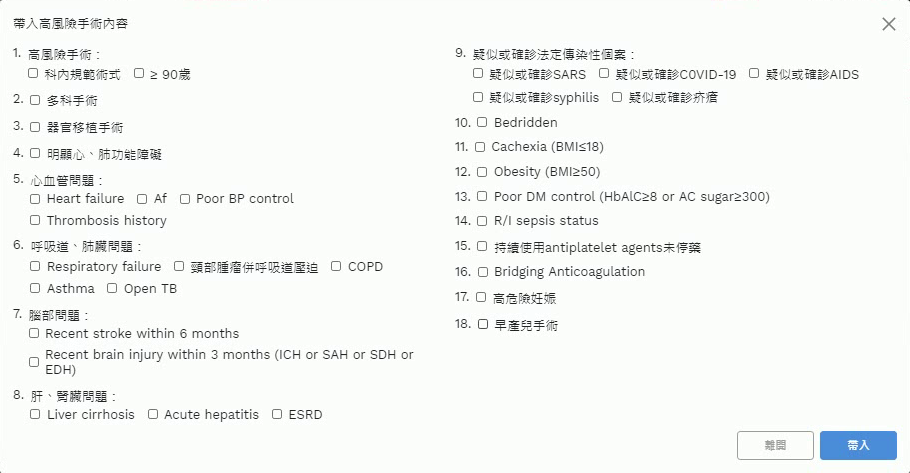 帶入高風險手術內容
1. 高風險手術：
科內規範術式 ≥ 90歲
2. 多科手術
3. 器官移植手術
4. 明顯心、肺功能障礙
5. 心血管問題：
Heart failure Af Poor BP control
Thrombosis history
6. 呼吸道、肺臟問題：
Respiratory failure 頸部腫瘤併呼吸道壓迫 COPD
Asthma Open TB
7. 腦部問題：
Recent stroke within 6 months
Recent brain injury within 3 months (ICH or SAH or SDH or
EDH)
8. 肝、腎臟問題：
Liver cirrhosis Acute hepatitis ESRD
9. 疑似或確診法定傳染性個案：
疑似或確診SARS 疑似或確診COVID-19 疑似或確診AIDS
疑似或確診syphilis 疑似或確診疥瘡
10. Bedridden
11. Cachexia (BMI≤18)
12. Obesity (BMI≥50)
13. Poor DM control (HbAlC≥8 or AC sugar≥300)
14. R/I sepsis status
15. 持續使用antiplatelet agents未停藥
16. Bridging Anticoagulation
17. 高危險妊娠
18. 早產兒手術
離開 帶入